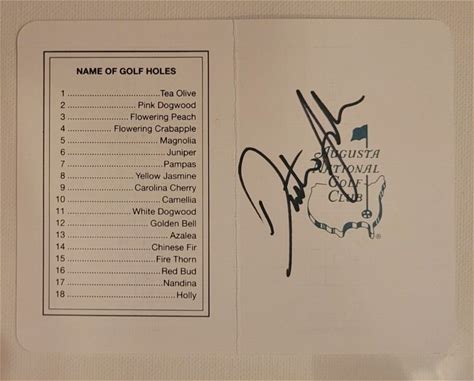 NAME OF GOLF HOLES
1 ........................... Tea Olive
2 .................... Pink Dogwood
3 ................. Flowering Peach
4 ............ Flowering Crabapple
5 ........................... Magnolia
6 ............................. Juniper
7 ............................. Pampas
8 ................... Yellow Jasmine
9 .................. Carolina Cherry
10 .......................... Camellia
11 ................. White Dogwood
12 ..................... Golden Bell
13 ............................. Azalea
14 ..................... Chinese Fir
15 ...................... Fire Thorn
16 .......................... Red Bud
17 ........................... Nandina
18 ............................... Holly
AUGUSTA
NATIONAL
GOLF
CLUB
®